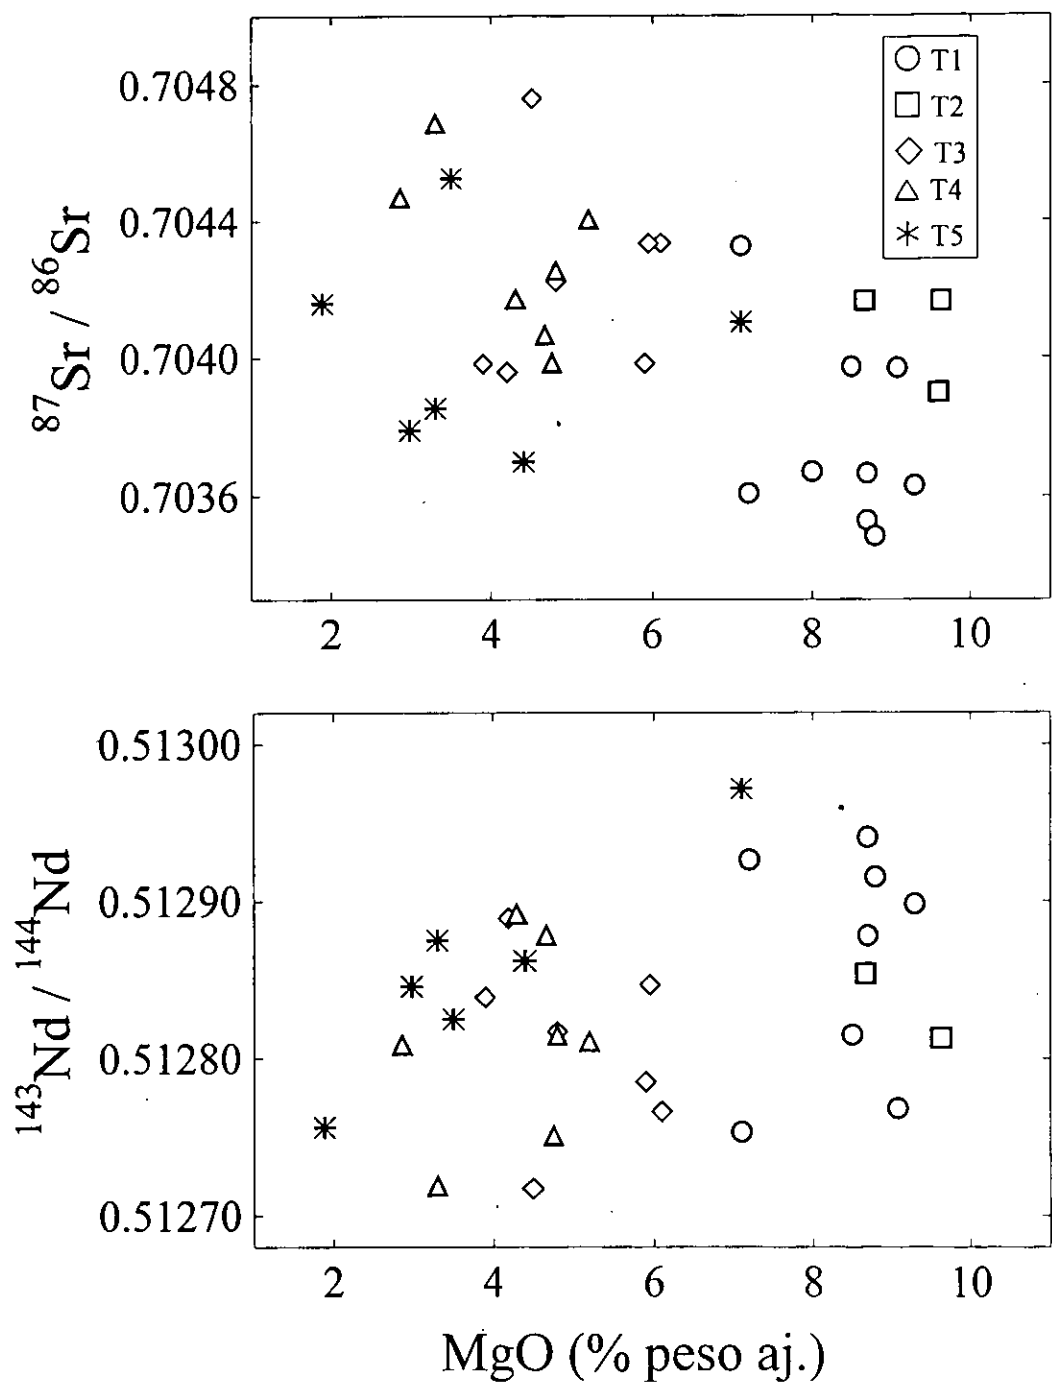 87Sr / 86Sr
0.7048
0.7044
0.7040
0.7036
T1
T2
T3
T4
T5
2 4 6 8 10
143Nd / 144Nd
0.51300
0.51290
0.51280
0.51270
2 4 6 8 10
MgO (% peso aj.)